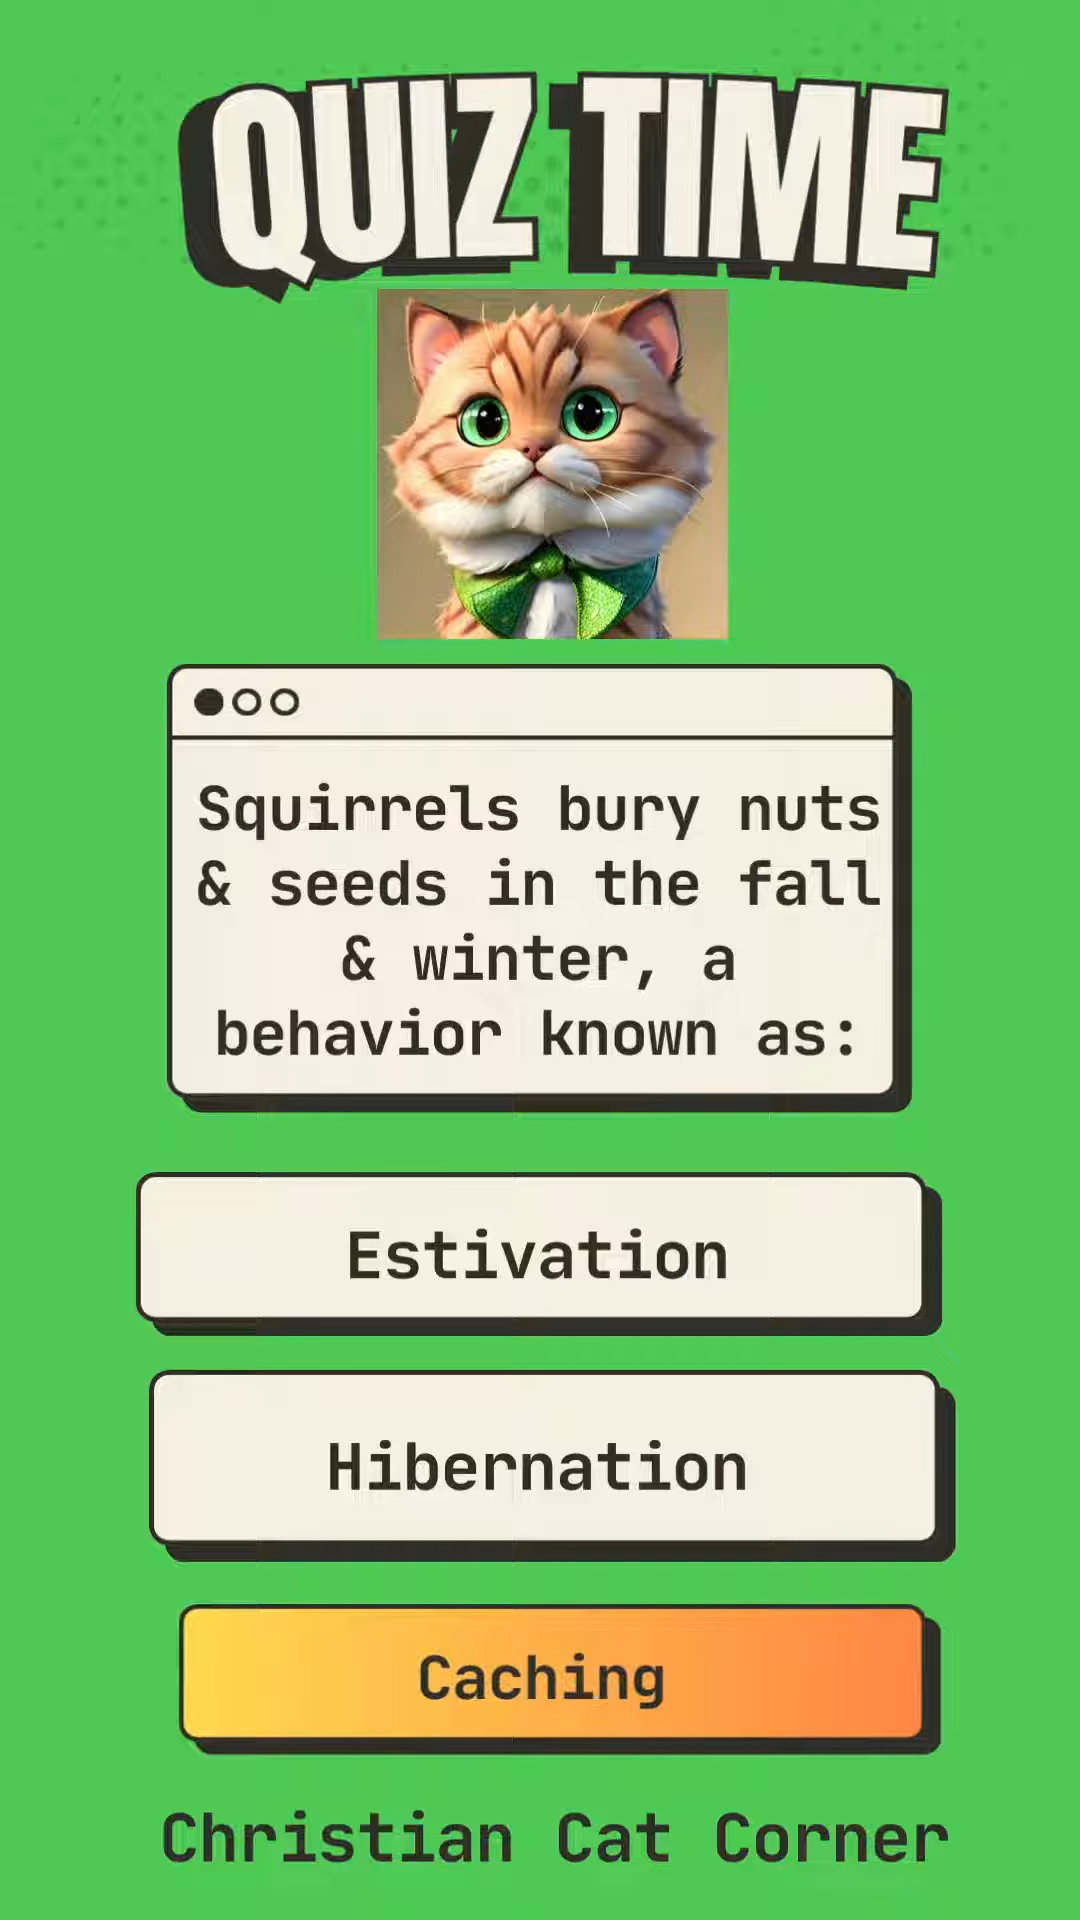 QUIZ TIME
Squirrels bury nuts
& seeds in the fall
& winter, a
behavior known as:
Estivation
Hibernation
Caching
Christian Cat Corner